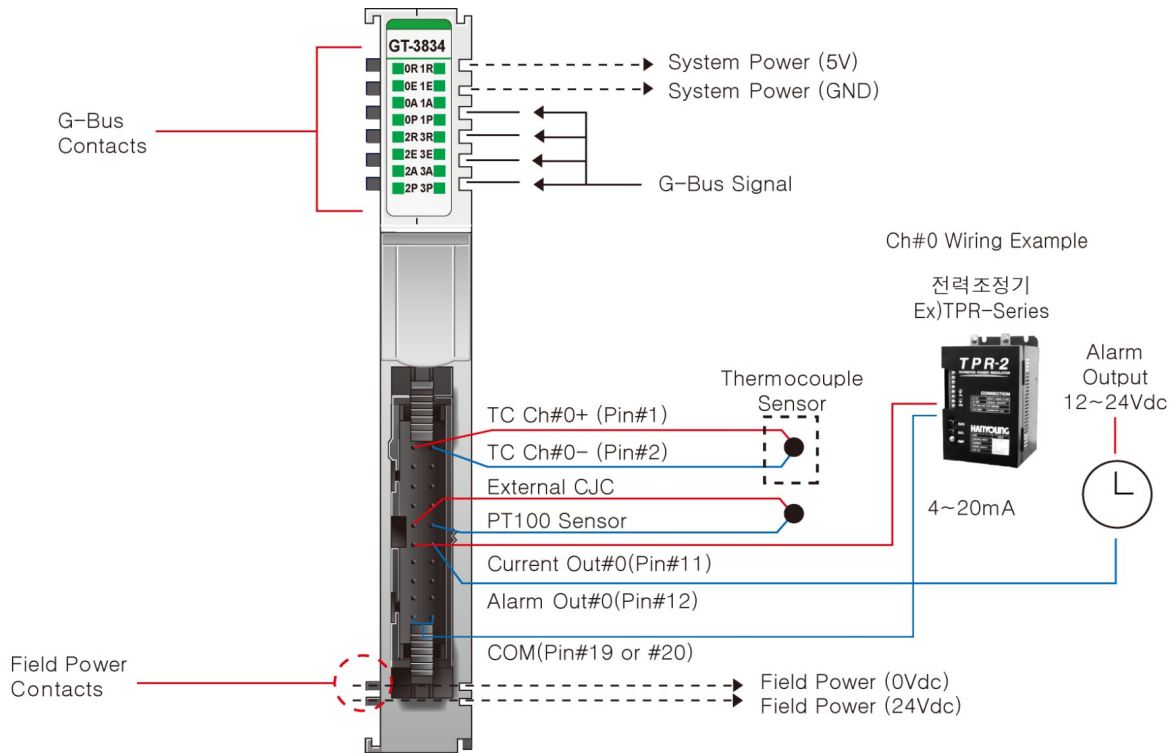 GT-3834
0R 1R
0E 1E
0A 1A
0P 1P
2R 3R
2E 3E
2A 3A
2P 3P
G-Bus
Contacts
System Power (5V)
System Power (GND)
G-Bus Signal
Ch#0 Wiring Example
전력조정기
Ex)TPR-Series
TPR-2
CONNECTION
HANYOUNG
Alarm
Output
12~24Vdc
Thermocouple
Sensor
TC Ch#0+ (Pin#1)
TC Ch#0- (Pin#2)
External CJC
PT100 Sensor
4~20mA
Current Out#0(Pin#11)
Alarm Out#0(Pin#12)
COM(Pin#19 or #20)
Field Power
Contacts
Field Power (0Vdc)
Field Power (24Vdc)